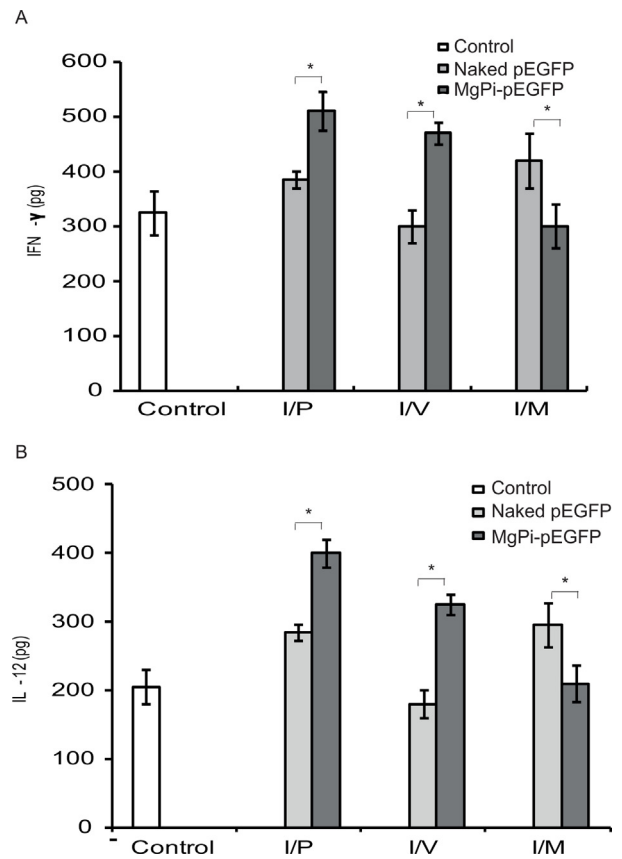 A
Control
Naked pEGFP
MgPi-pEGFP
600
500
400
300
200
100
0
IFN -γ (pg)
*
*
*
Control I/P I/V I/M
B
Control
Naked pEGFP
MgPi-pEGFP
500
400
300
200
100
-
IL -12 (pg)
*
*
*
Control I/P I/V I/M